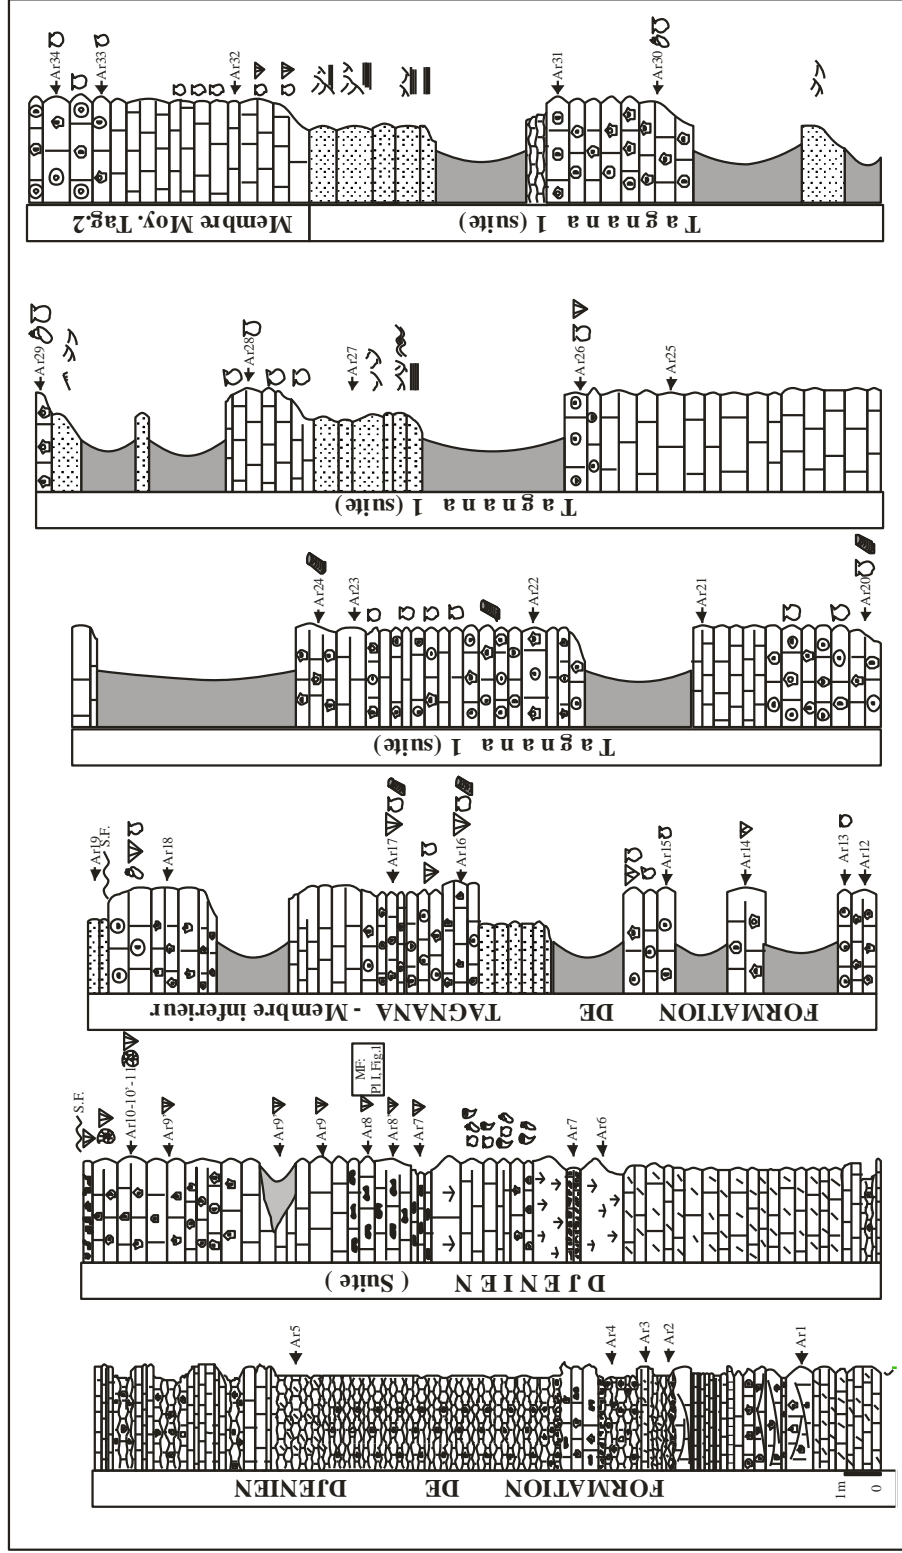 Membre Moy. Tag.2
Tagnana 1 (suite)
Ar34
Ar33
Ar32
Ar31
Ar30
Tagnana 1 (suite)
Ar29
Ar28
Ar27
Ar26
Ar25
Tagnana 1 (suite)
Ar24
Ar23
Ar22
Ar21
Ar20
FORMATION DE TAGNANA - Membre inférieur
Ar19
S.F.
Ar18
Ar17
Ar16
Ar15
Ar14
Ar13
Ar12
DJENIEN (Suite)
S.F.
Ar10-10'-11
Ar9'
Ar9'
Ar9
Ar8
MF:
Pl I, Fig.1
Ar8'
Ar7'
Ar7
Ar6
FORMATION DE DJENIEN
Ar5
Ar4
Ar3
Ar2
Ar1
1m
0